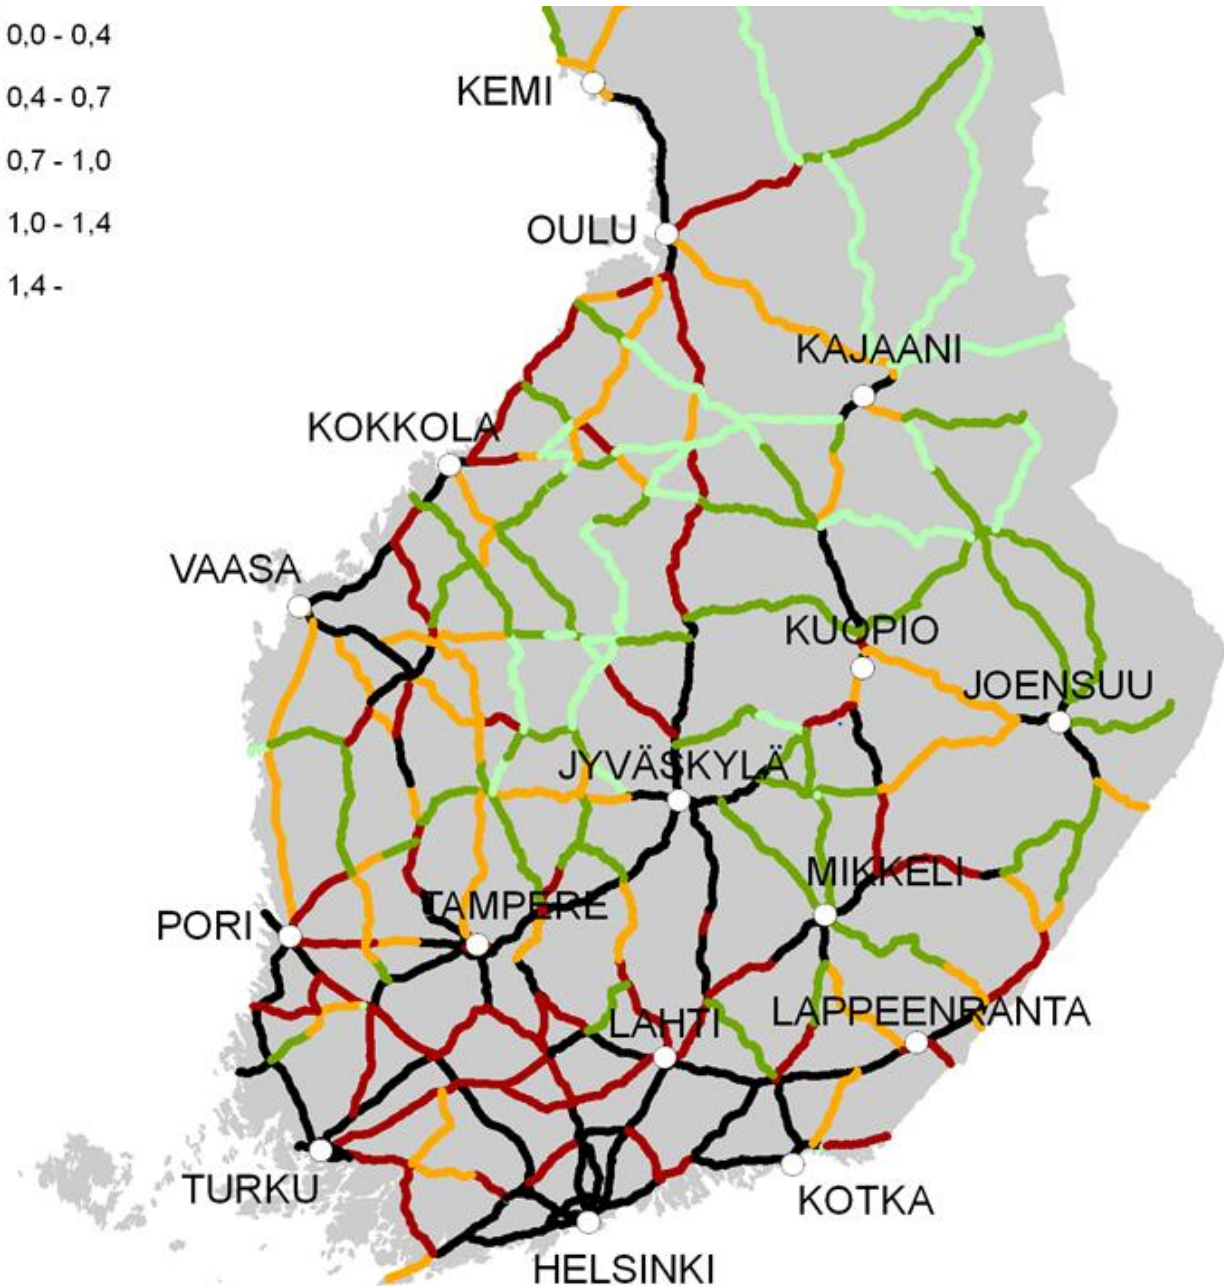 0,0 - 0,4
0,4 - 0,7
0,7 - 1,0
1,0 - 1,4
1,4 -
KEMI
OULU
KAJAANI
KOKKOLA
VAASA
KUOPIO
JOENSUU
JYVÄSKYLÄ
MIKKELI
TAMPERE
PORI
LAPPEENRANTA
LAHTI
TURKU
KOTKA
HELSINKI